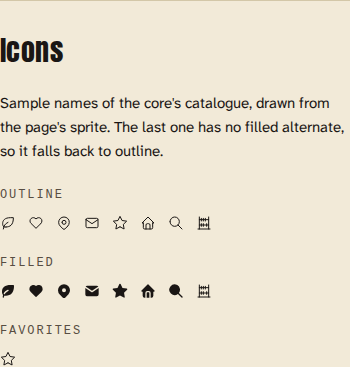 Icons
Sample names of the core's catalogue, drawn from
the page's sprite. The last one has no filled alternate,
so it falls back to outline.
OUTLINE
FILLED
FAVORITES